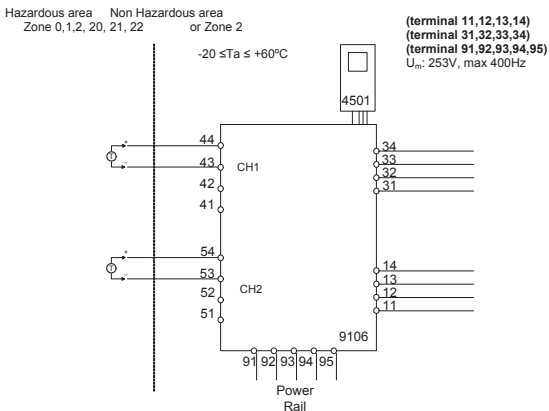 Hazardous area Non Hazardous area
Zone 0,1,2, 20, 21, 22 or Zone 2
-20 ≤Ta ≤ +60ºC
(terminal 11,12,13,14)
(terminal 31,32,33,34)
(terminal 91,92,93,94,95)
Um: 253V, max 400Hz
4501
44
43
42
41
CH1
34
33
32
31
54
53
52
51
CH2
14
13
12
11
9106
91 92 93 94 95
Power
Rail